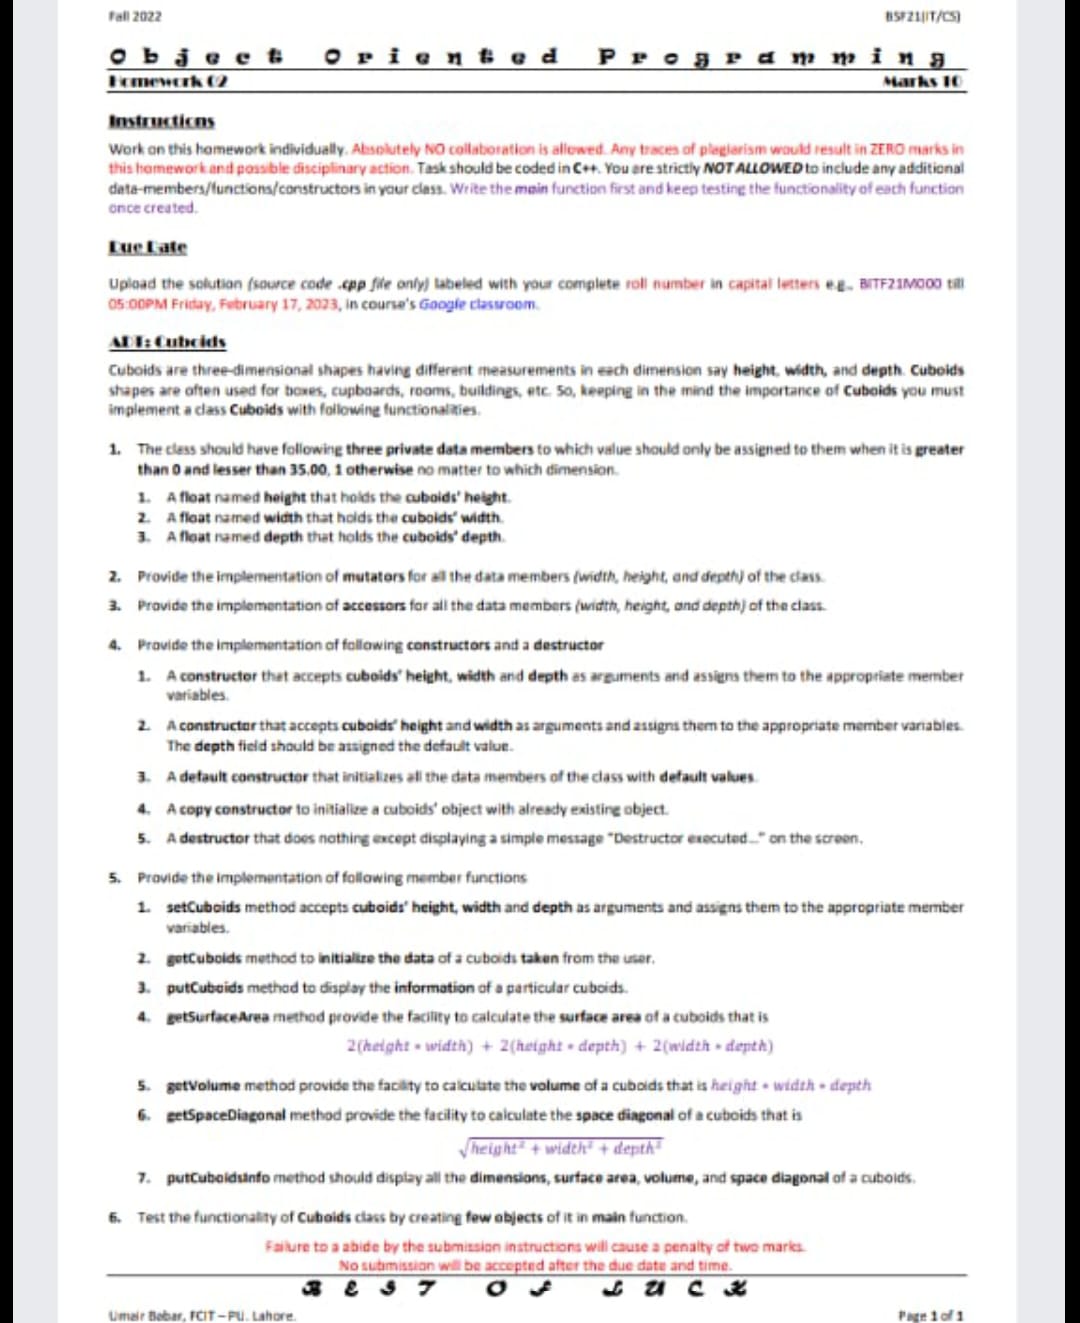 Fall 2022
BSF21(IT/CS)
Object Oriented Programming
Homework 02
Marks 10
Instructions
Work on this homework individually. Absolutely NO collaboration is allowed. Any traces of plagiarism would result in ZERO marks in
this homework and possible disciplinary action. Task should be coded in C++. You are strictly NOT ALLOWED to include any additional
data-members/functions/constructors in your class. Write the main function first and keep testing the functionality of each function
once created.
Due Date
Upload the solution (source code .cpp file only) labeled with your complete roll number in capital letters e.g., BITF21M000 till
05:00PM Friday, February 17, 2023, in course's Google classroom.
ADT: Cuboids
Cuboids are three-dimensional shapes having different measurements in each dimension say height, width, and depth. Cuboids
shapes are often used for boxes, cupboards, rooms, buildings, etc. So, keeping in the mind the importance of Cuboids you must
implement a class Cuboids with following functionalities.
1. The class should have following three private data members to which value should only be assigned to them when it is greater
than 0 and lesser than 35.00, 1 otherwise no matter to which dimension.
1. A float named height that holds the cuboids' height.
2. A float named width that holds the cuboids' width.
3. A float named depth that holds the cuboids' depth.
2. Provide the implementation of mutators for all the data members (width, height, and depth) of the class.
3. Provide the implementation of accessors for all the data members (width, height, and depth) of the class.
4. Provide the implementation of following constructors and a destructor
1. A constructor that accepts cuboids' height, width and depth as arguments and assigns them to the appropriate member
variables.
2. A constructor that accepts cuboids' height and width as arguments and assigns them to the appropriate member variables.
The depth field should be assigned the default value.
3. A default constructor that initializes all the data members of the class with default values.
4. A copy constructor to initialize a cuboids' object with already existing object.
5. A destructor that does nothing except displaying a simple message "Destructor executed..." on the screen.
5. Provide the implementation of following member functions
1. setCuboids method accepts cuboids' height, width and depth as arguments and assigns them to the appropriate member
variables.
2. getCuboids method to initialize the data of a cuboids taken from the user.
3. putCuboids method to display the information of a particular cuboids.
4. getSurfaceArea method provide the facility to calculate the surface area of a cuboids that is
2(height * width) + 2(height * depth) + 2(width * depth)
5. getVolume method provide the facility to calculate the volume of a cuboids that is height * width * depth
6. getSpaceDiagonal method provide the facility to calculate the space diagonal of a cuboids that is
√height² + width² + depth²
7. putCuboidsInfo method should display all the dimensions, surface area, volume, and space diagonal of a cuboids.
6. Test the functionality of Cuboids class by creating few objects of it in main function.
Failure to a abide by the submission instructions will cause a penalty of two marks.
No submission will be accepted after the due date and time.
BEST OF LUCK
Umair Babar, FCIT – PU. Lahore.
Page 1 of 1